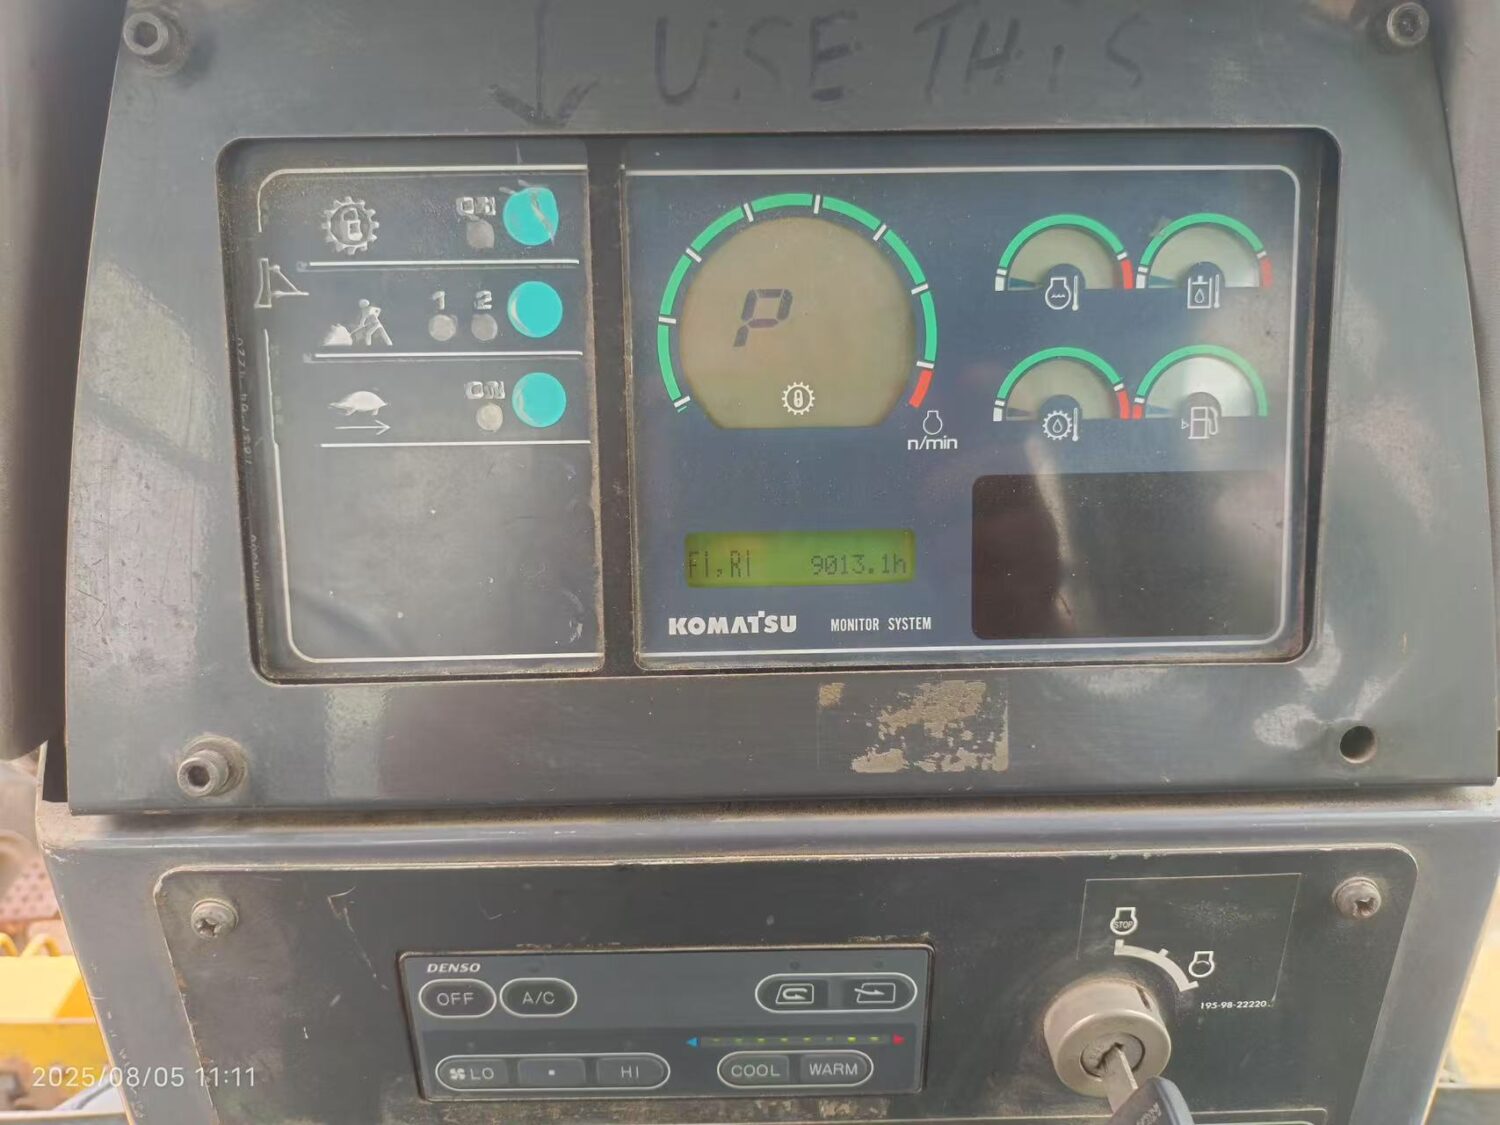 USE THIS
ON
1 2
ON
P
n/min
F1,R1 9013.1h
KOMATSU MONITOR SYSTEM
STOP
195-98-22220
DENSO
OFF A/C
LO HI COOL WARM
2025/08/05 11:11